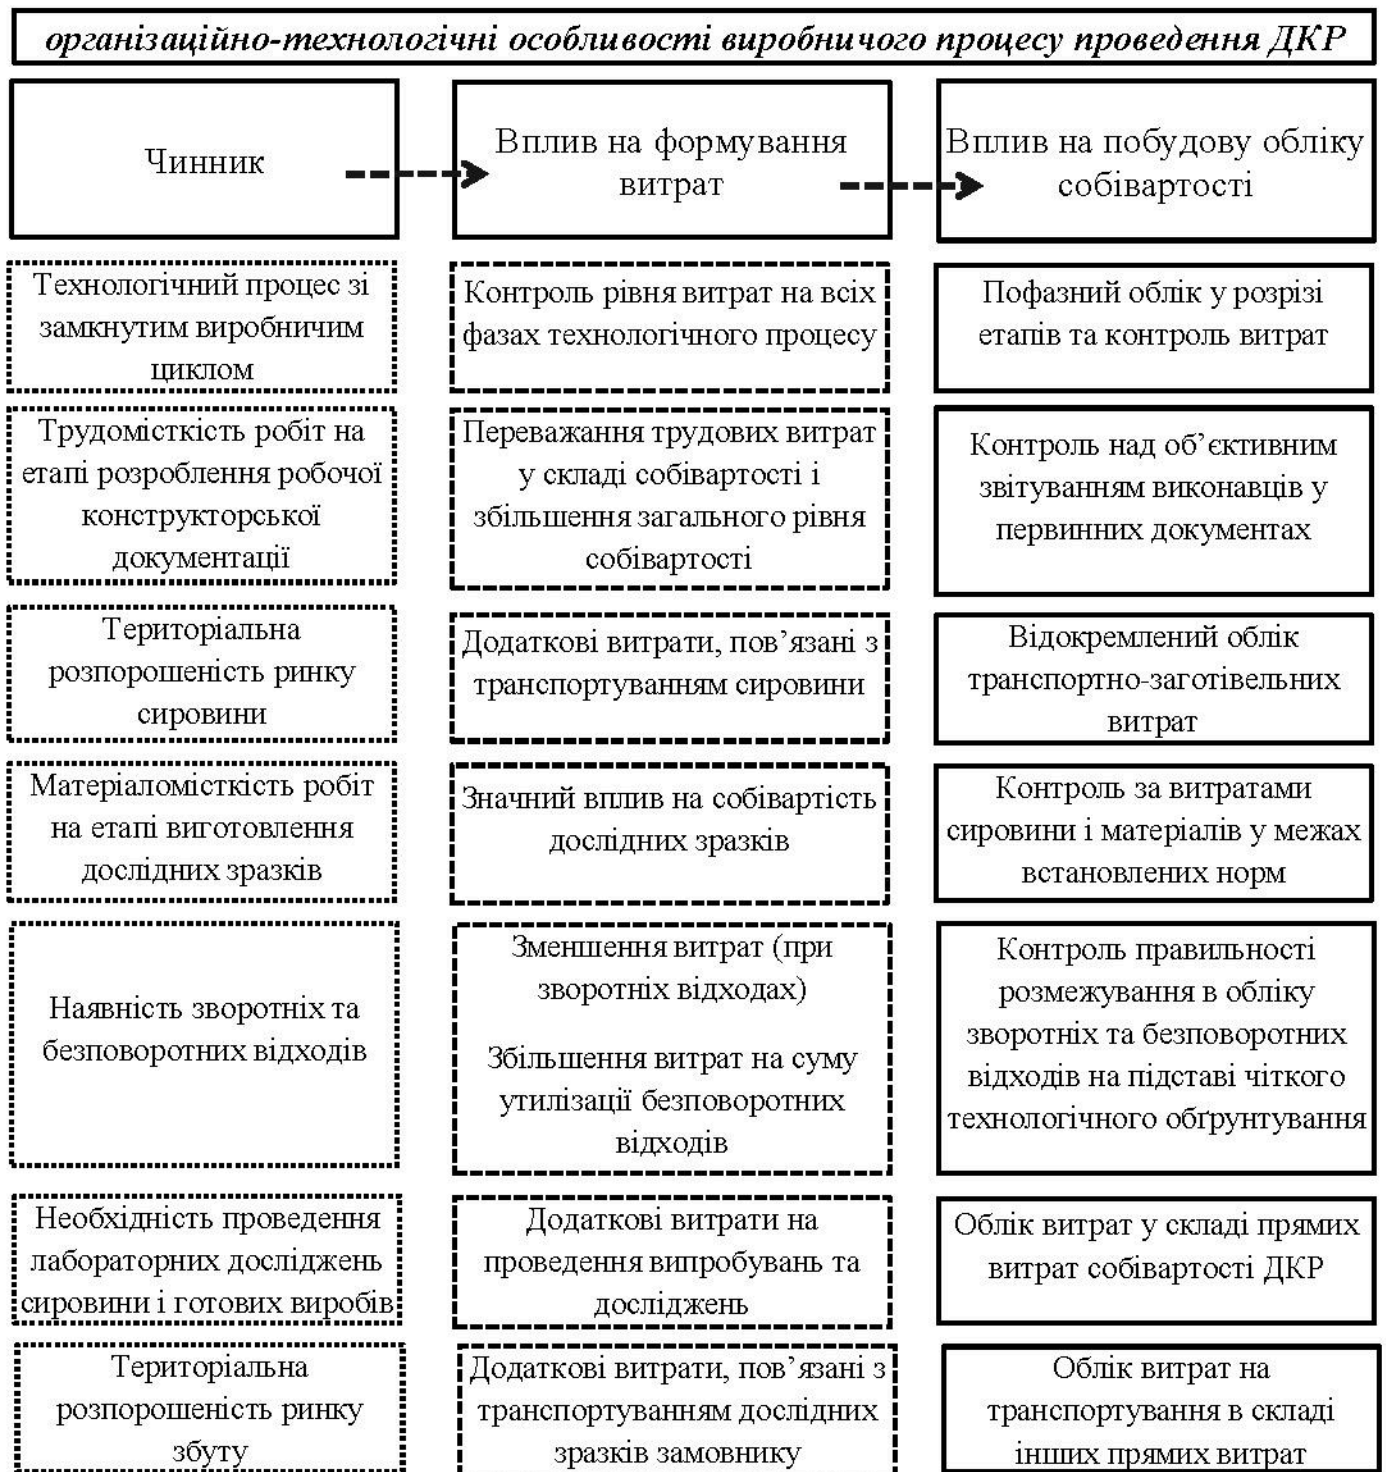 організаційно-технологічні особливості виробничого процесу проведення ДКР
Чинник
Вплив на формування
витрат
Вплив на побудову обліку
собівартості
Технологічний процес зі
замкнутим виробничим
циклом
Контроль рівня витрат на всіх
фазах технологічного процесу
Пофазний облік у розрізі
етапів та контроль витрат
Трудомісткість робіт на
етапі розроблення робочої
конструкторської
документації
Переважання трудових витрат
у складі собівартості і
збільшення загального рівня
собівартості
Контроль над об’єктивним
звітуванням виконавців у
первинних документах
Територіальна
розпорошеність ринку
сировини
Додаткові витрати, пов’язані з
транспортуванням сировини
Відокремлений облік
транспортно-заготівельних
витрат
Матеріаломісткість робіт
на етапі виготовлення
дослідних зразків
Значний вплив на собівартість
дослідних зразків
Контроль за витратами
сировини і матеріалів у межах
встановлених норм
Наявність зворотніх та
безповоротних відходів
Зменшення витрат (при
зворотніх відходах)
Збільшення витрат на суму
утилізації безповоротних
відходів
Контроль правильності
розмежування в обліку
зворотніх та безповоротних
відходів на підставі чіткого
технологічного обґрунтування
Необхідність проведення
лабораторних досліджень
сировини і готових виробів
Додаткові витрати на
проведення випробувань та
досліджень
Облік витрат у складі прямих
витрат собівартості ДКР
Територіальна
розпорошеність ринку
збуту
Додаткові витрати, пов’язані з
транспортуванням дослідних
зразків замовнику
Облік витрат на
транспортування в складі
інших прямих витрат